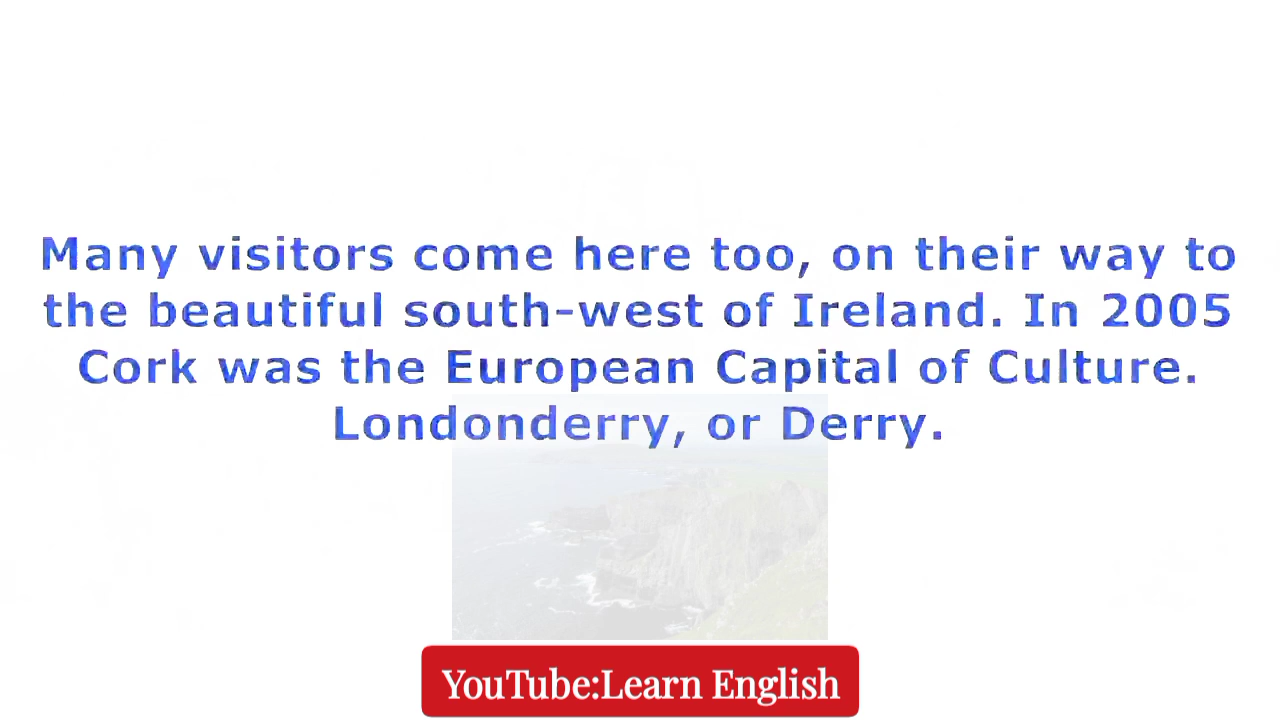 Many visitors come here too, on their way to
the beautiful south-west of Ireland. In 2005
Cork was the European Capital of Culture.
Londonderry, or Derry.
YouTube:Learn English